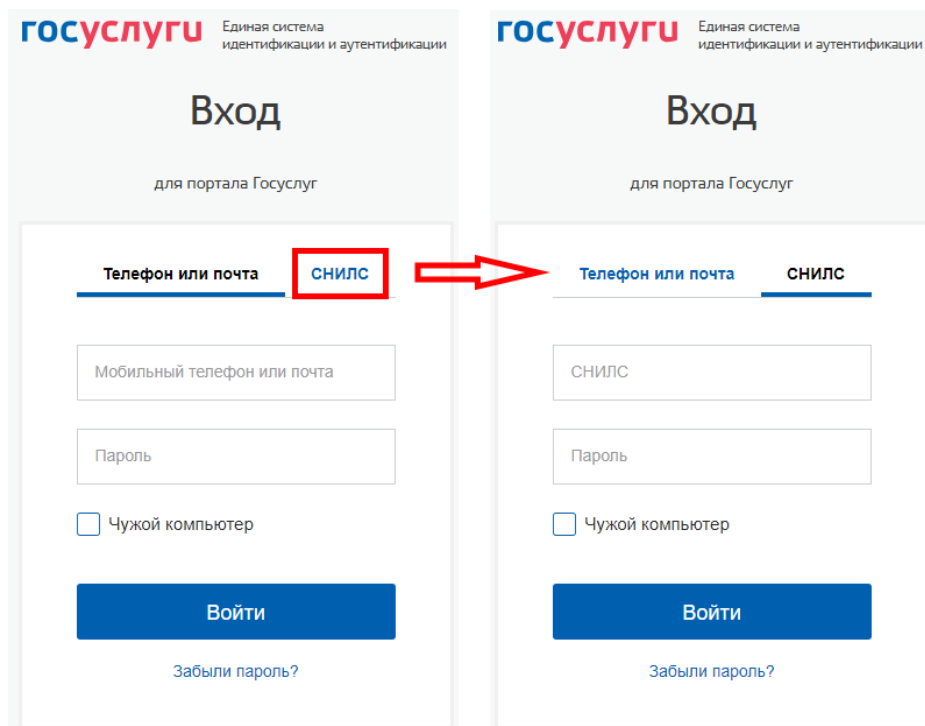 госуслуги
Единая система
идентификации и аутентификации
Вход
для портала Госуслуг
Телефон или почта СНИЛС
Мобильный телефон или почта
Пароль
Чужой компьютер
Войти
Забыли пароль?
госуслуги
Единая система
идентификации и аутентификации
Вход
для портала Госуслуг
Телефон или почта СНИЛС
СНИЛС
Пароль
Чужой компьютер
Войти
Забыли пароль?